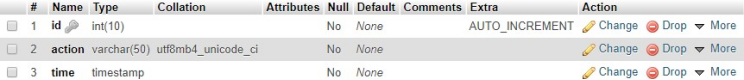 # Name Type Collation Attributes Null Default Comments Extra Action
1 id int(10) No None AUTO_INCREMENT Change Drop More
2 action varchar(50) utf8mb4_unicode_ci No None Change Drop More
3 time timestamp No None Change Drop More